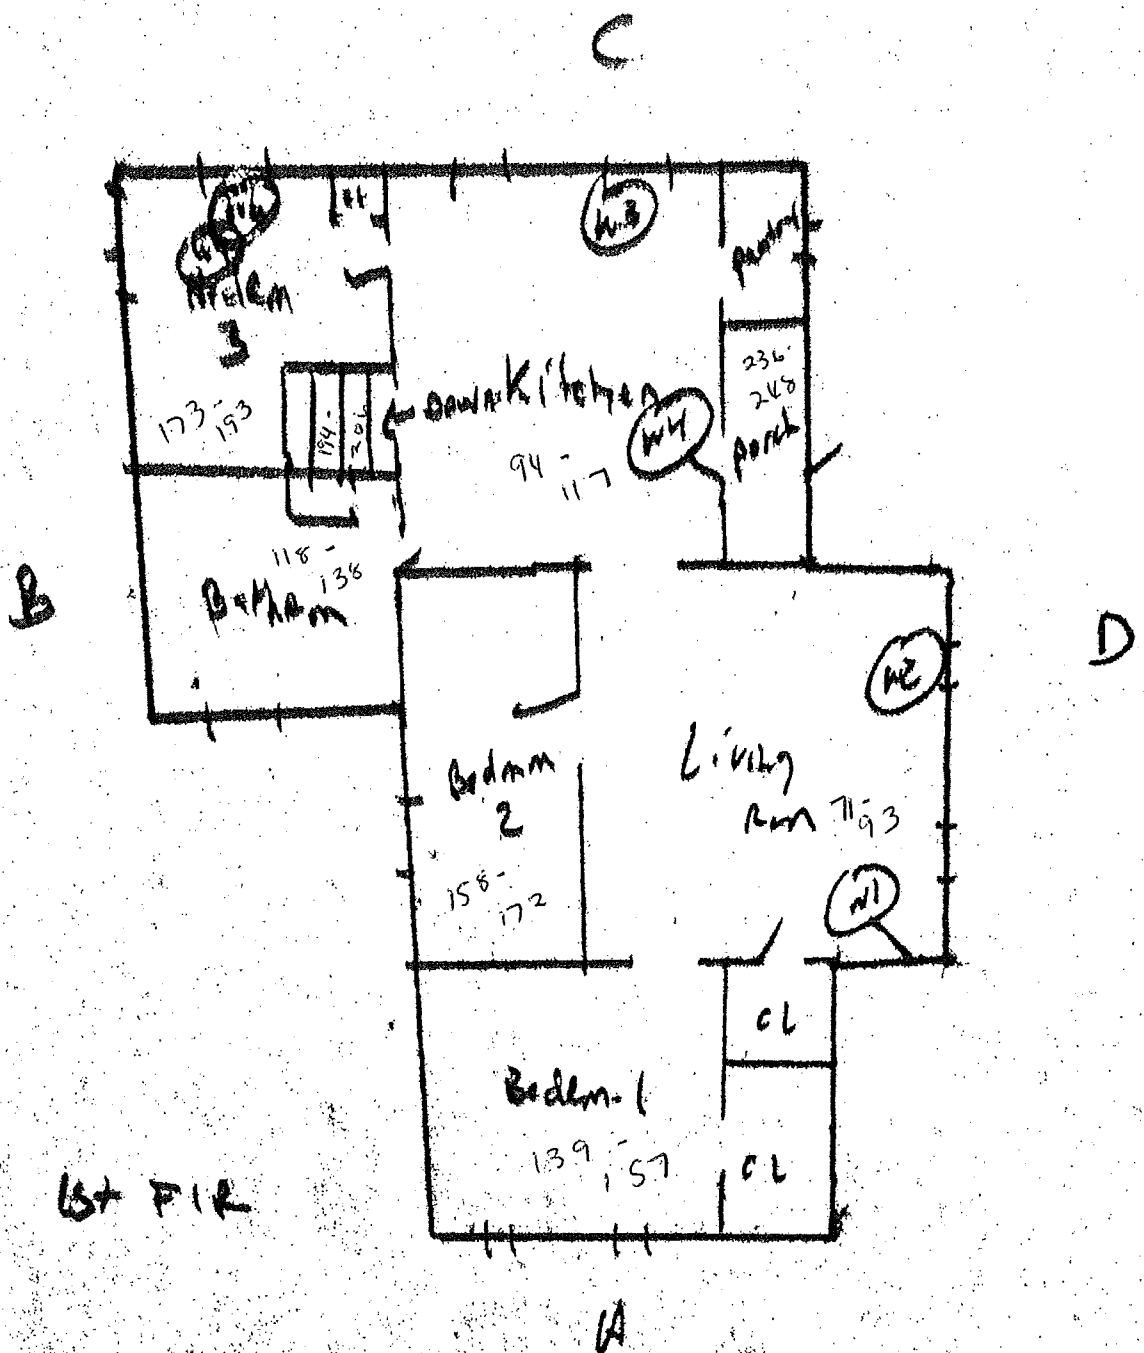 C
W3
pantry
3
236-
248
porch
173-
193
194-
206
Down
Kitchen
W4
94-
117
B
118-
138
Bathrm
D
W2
Bedrm
2
Living
Rm 71-
93
158-
172
W1
CL
Bedrm.1
139-
157
CL
1st FlR
A